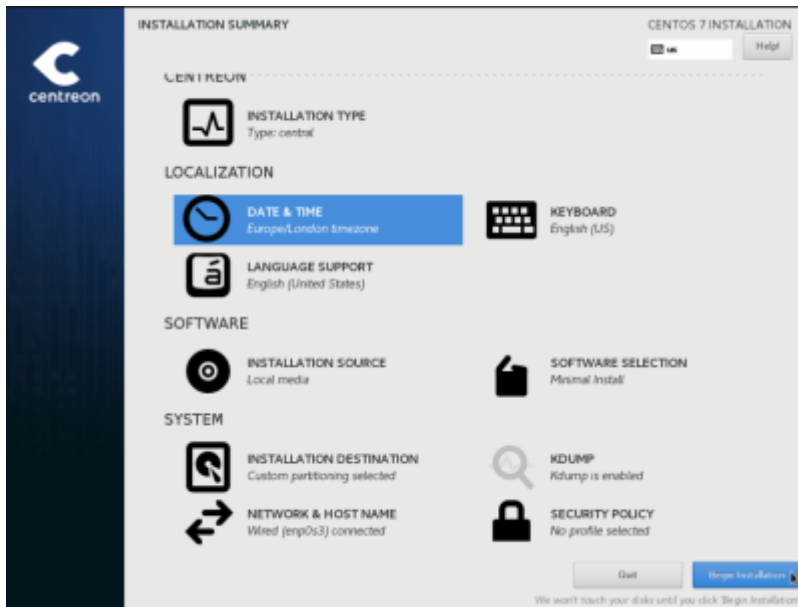 INSTALLATION SUMMARY
CENTOS 7 INSTALLATION
us
Help!
centreon
CENTREON
INSTALLATION TYPE
Type: central
LOCALIZATION
DATE & TIME
Europe/London timezone
KEYBOARD
English (US)
LANGUAGE SUPPORT
English (United States)
SOFTWARE
INSTALLATION SOURCE
Local media
SOFTWARE SELECTION
Minimal Install
SYSTEM
INSTALLATION DESTINATION
Custom partitioning selected
KDUMP
Kdump is enabled
NETWORK & HOST NAME
Wired (enp0s3) connected
SECURITY POLICY
No profile selected
Quit
Begin Installation
We won't touch your disks until you click 'Begin Installation'